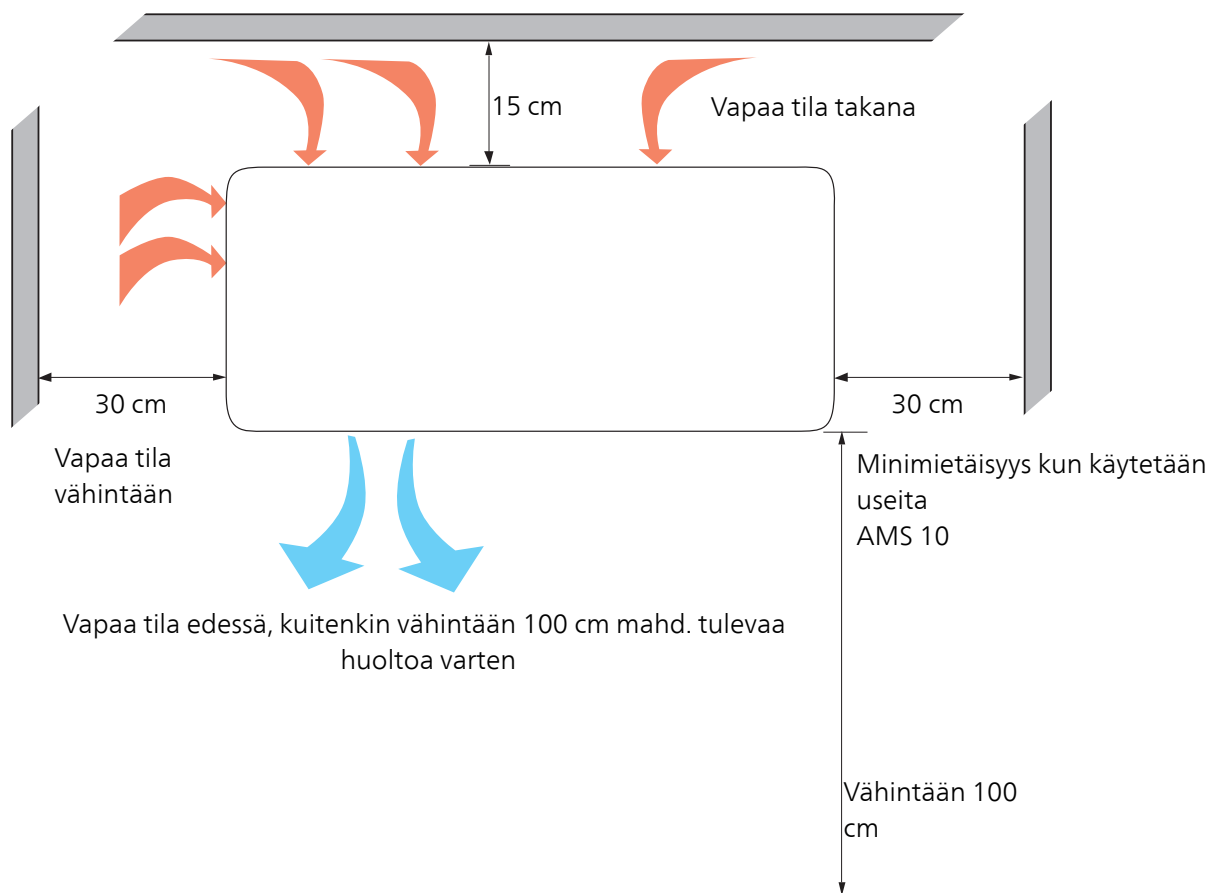 15 cm
Vapaa tila takana
30 cm
30 cm
Vapaa tila
vähintään
Minimietäisyys kun käytetään
useita
AMS 10
Vapaa tila edessä, kuitenkin vähintään 100 cm mahd. tulevaa
huoltoa varten
Vähintään 100
cm